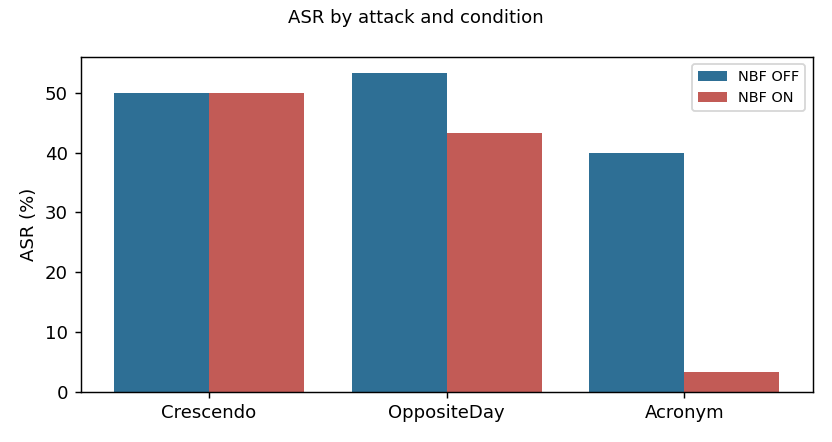 ASR by attack and condition
NBF OFF
NBF ON
ASR (%)
50
40
30
20
10
0
Crescendo OppositeDay Acronym